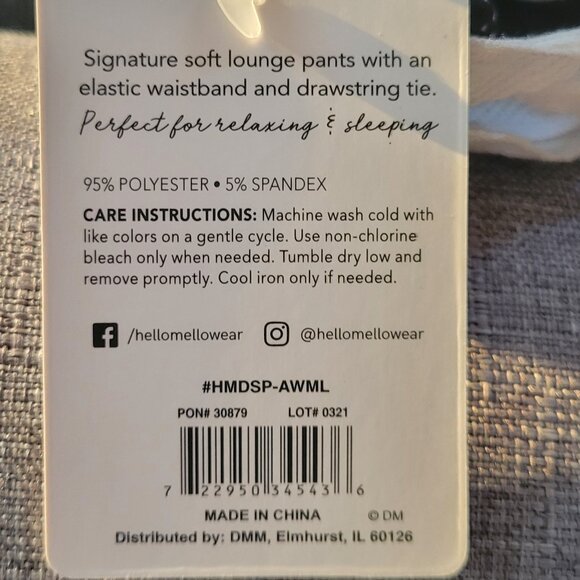 Signature soft lounge pants with an
elastic waistband and drawstring tie.
Perfect for relaxing & sleeping
95% POLYESTER • 5% SPANDEX
CARE INSTRUCTIONS: Machine wash cold with
like colors on a gentle cycle. Use non-chlorine
bleach only when needed. Tumble dry low and
remove promptly. Cool iron only if needed.
/hellomellowear @hellomellowear
#HMDSP-AWML
PON# 30879 LOT# 0321
7 22950 34543 6
MADE IN CHINA © DM
Distributed by: DMM, Elmhurst, IL 60126